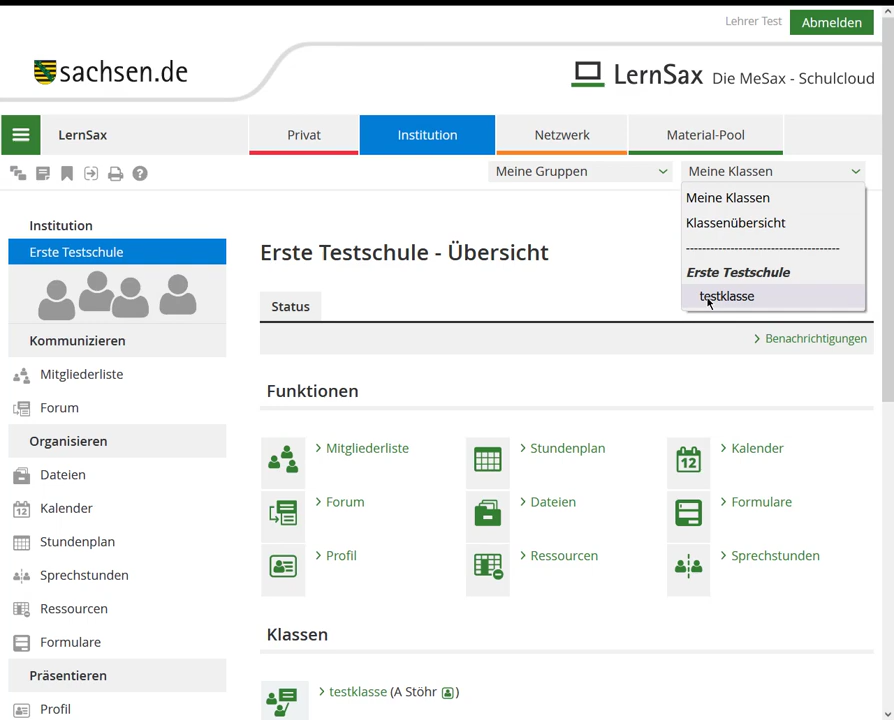 Lehrer Test
Abmelden
sachsen.de
LernSax Die MeSax - Schulcloud
LernSax
Privat
Institution
Netzwerk
Material-Pool
Meine Gruppen
Meine Klassen
Meine Klassen
Klassenübersicht
-----------------------------------
Erste Testschule
testklasse
Institution
Erste Testschule
Kommunizieren
Mitgliederliste
Forum
Organisieren
Dateien
12 Kalender
Stundenplan
Sprechstunden
Ressourcen
Formulare
Präsentieren
Profil
Erste Testschule - Übersicht
Status
Benachrichtigungen
Funktionen
Mitgliederliste
Stundenplan
12 Kalender
Forum
Dateien
Formulare
Profil
Ressourcen
Sprechstunden
Klassen
testklasse (A Stöhr )